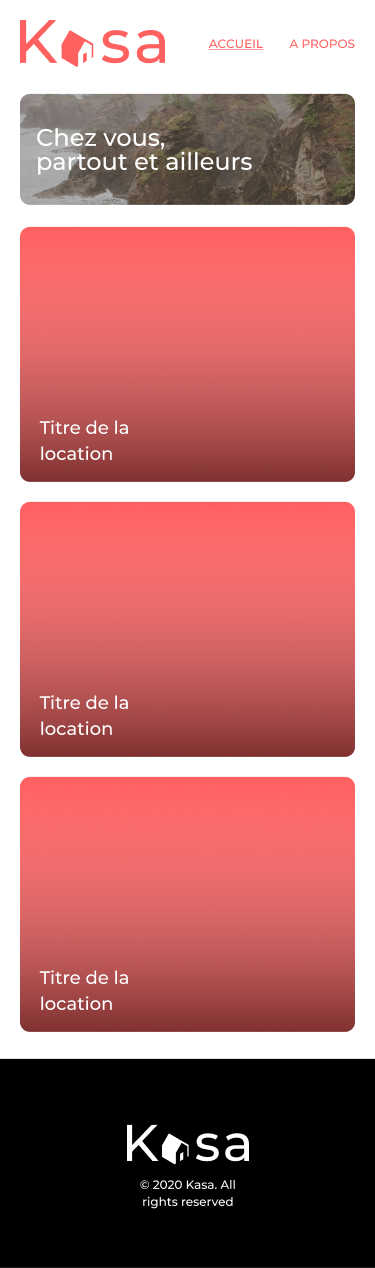 Kasa
ACCUEIL A PROPOS
Chez vous,
partout et ailleurs
Titre de la
location
Titre de la
location
Titre de la
location
Kasa
© 2020 Kasa. All
rights reserved